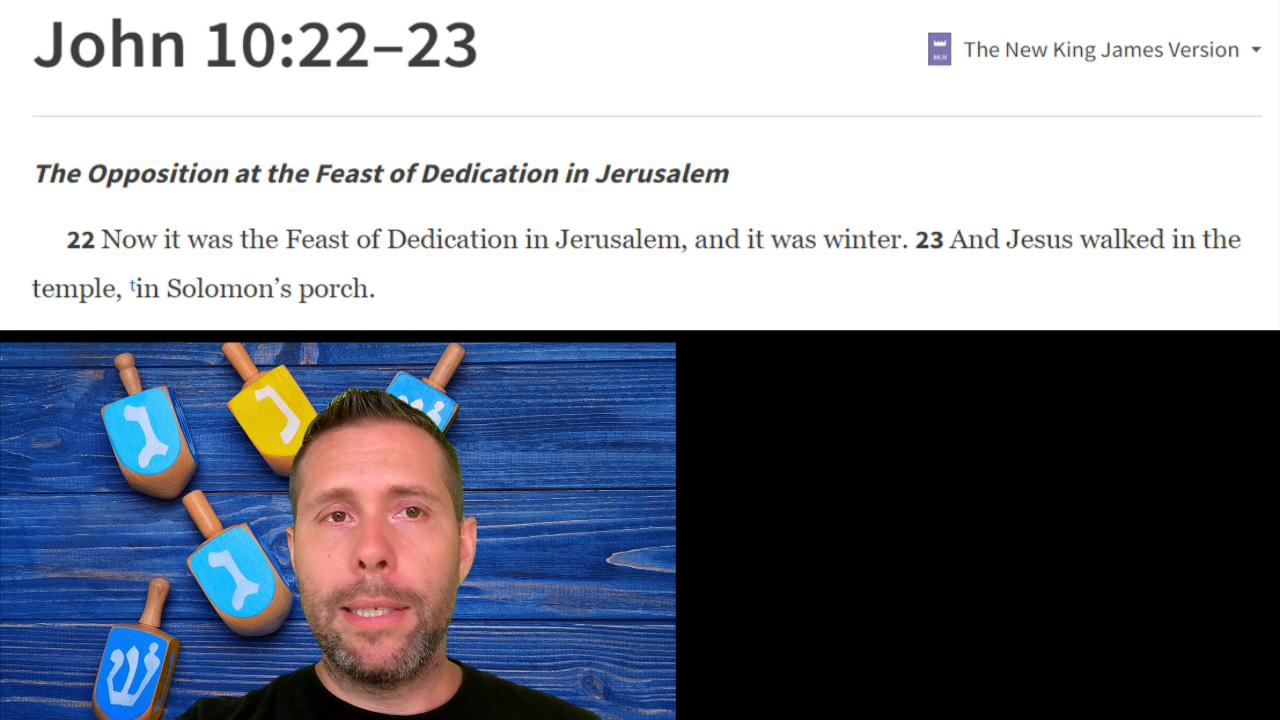 John 10:22–23
The New King James Version
The Opposition at the Feast of Dedication in Jerusalem
22 Now it was the Feast of Dedication in Jerusalem, and it was winter. 23 And Jesus walked in the
temple, ᵗin Solomon’s porch.
ג
נ
ג
ש